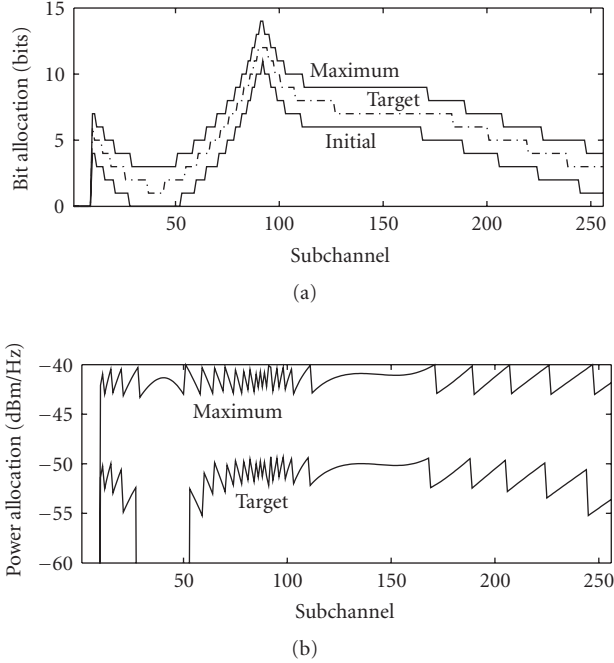 15
10
5
0
Bit allocation (bits)
Maximum
Target
Initial
50
100
150
200
250
Subchannel
(a)
−40
−45
−50
−55
−60
Power allocation (dBm/Hz)
Maximum
Target
50
100
150
200
250
Subchannel
(b)